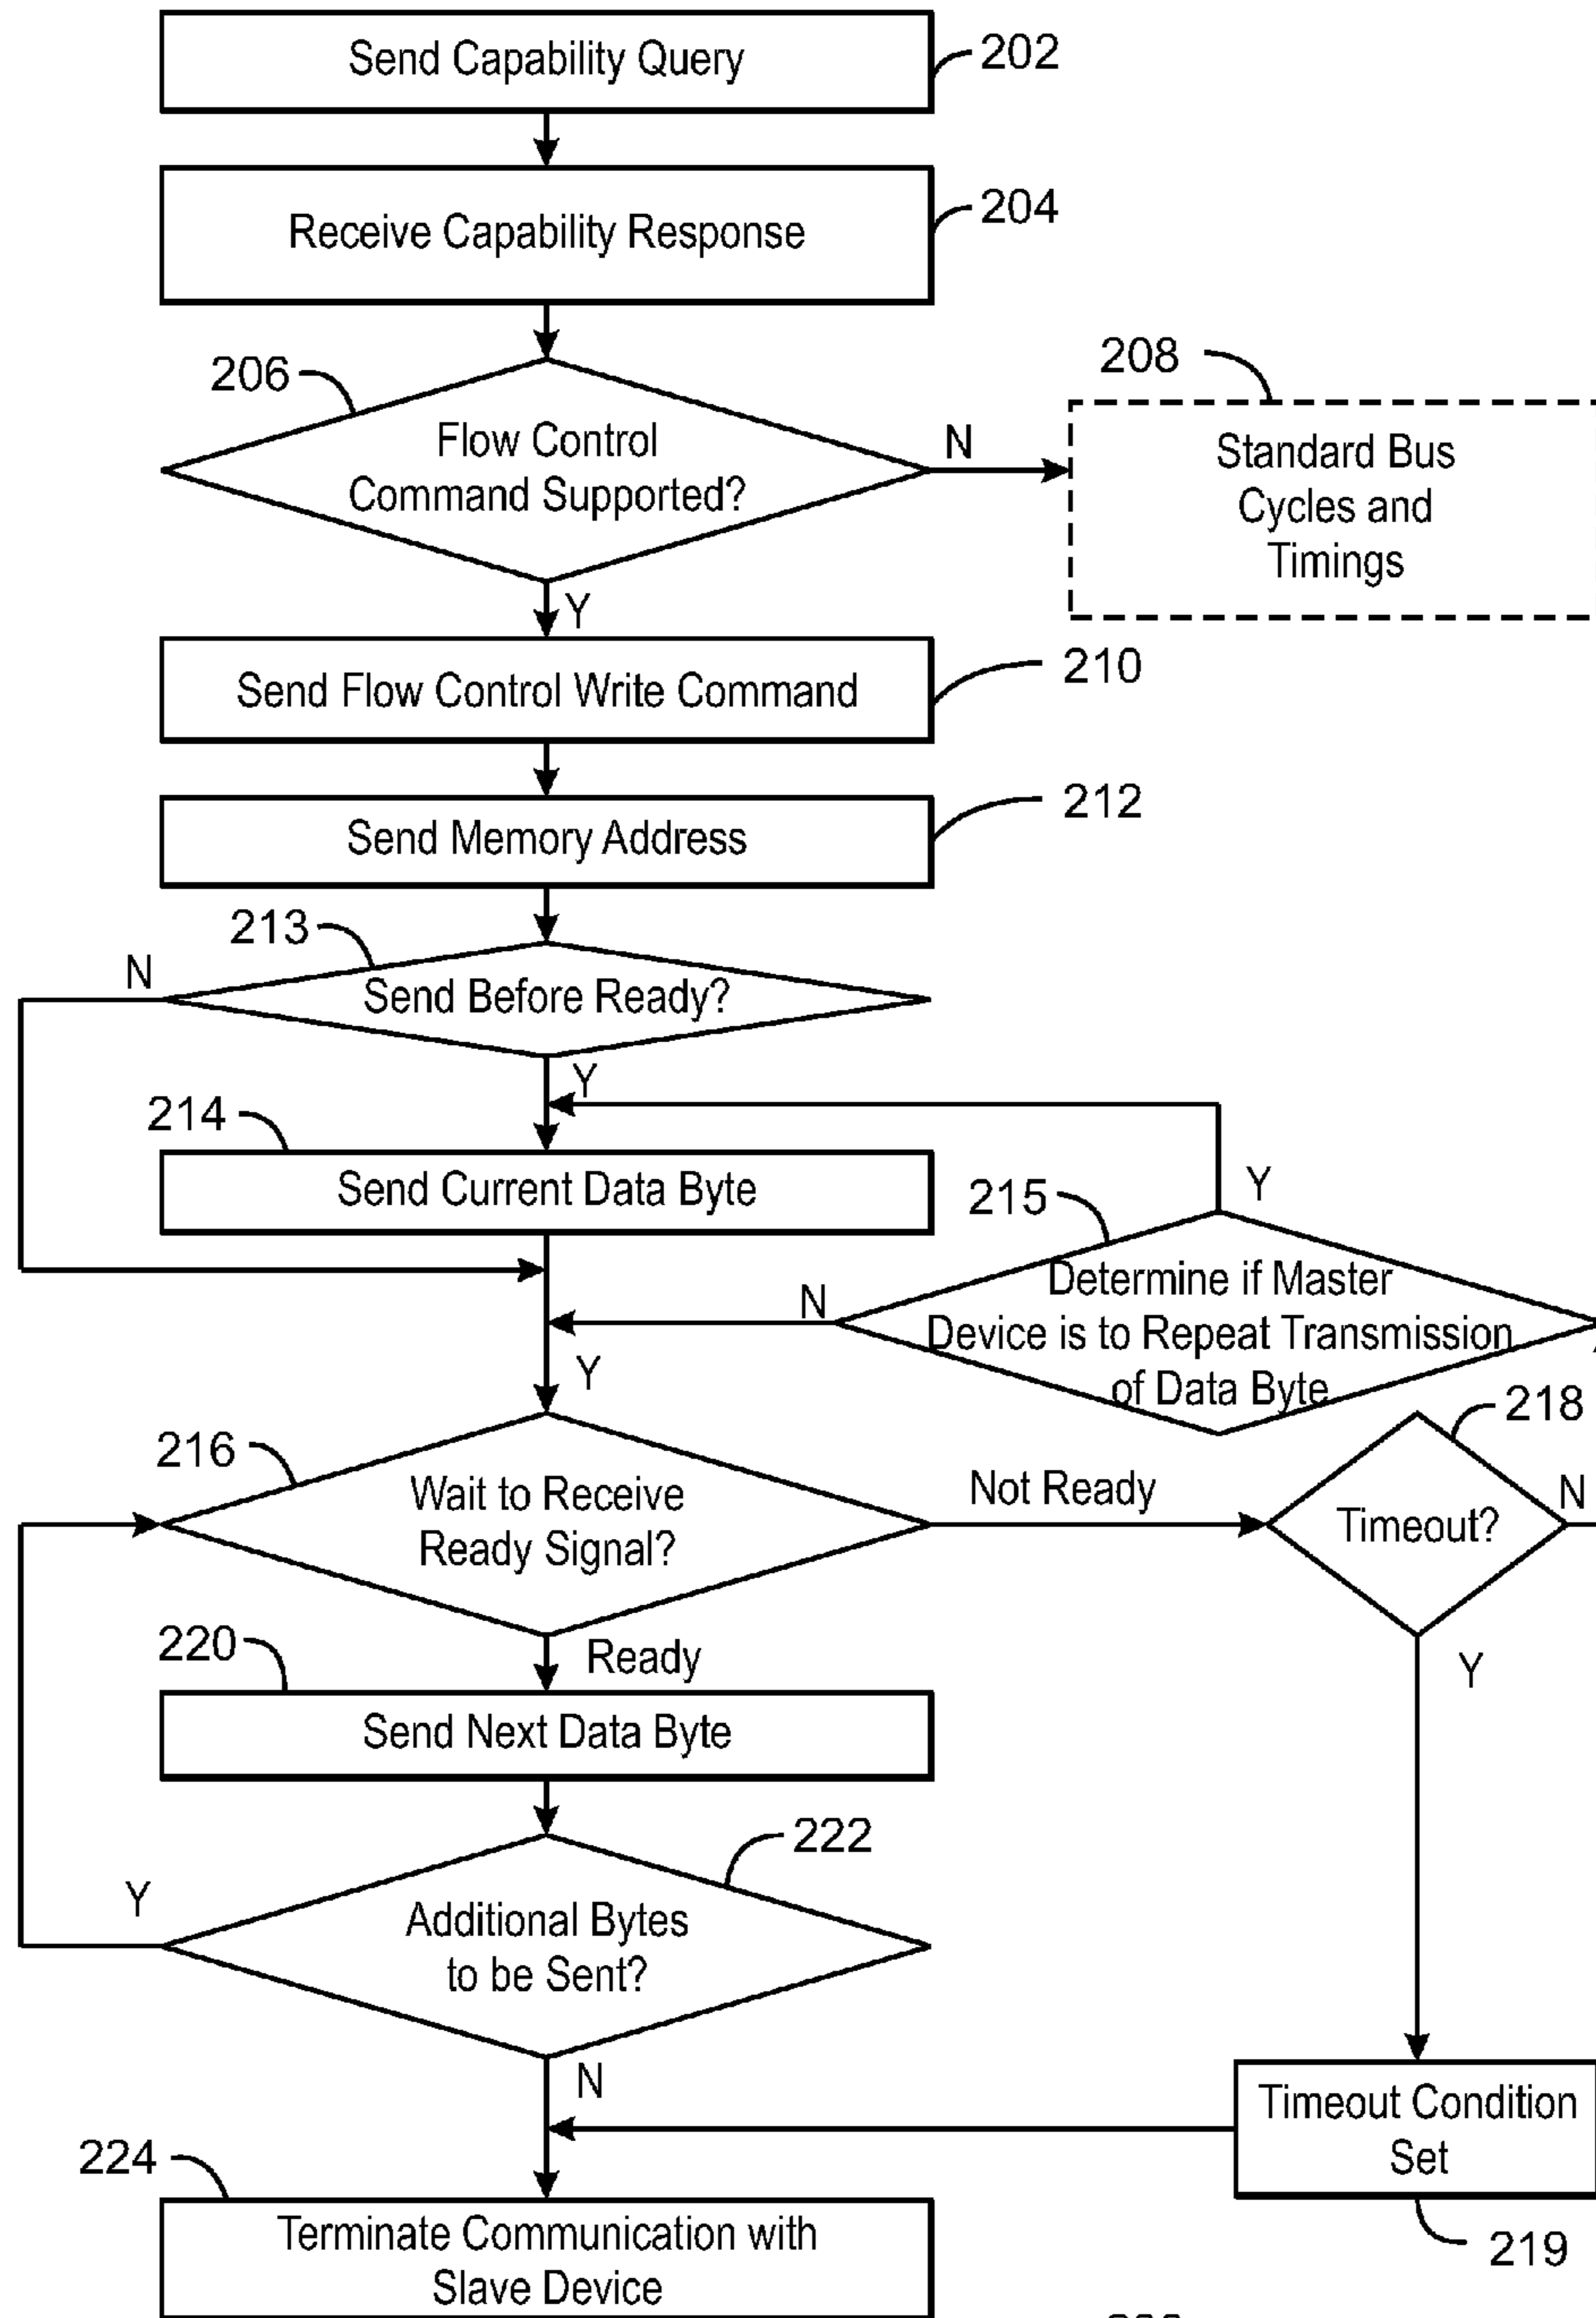 Send Capability Query
202
Receive Capability Response
204
206
Flow Control
Command Supported?
N
208
Standard Bus
Cycles and
Timings
Y
Send Flow Control Write Command
210
Send Memory Address
212
213
N
Send Before Ready?
Y
214
Send Current Data Byte
215
Y
Determine if Master
Device is to Repeat Transmission
of Data Byte
N
Y
216
Wait to Receive
Ready Signal?
Not Ready
218
Timeout?
N
Y
Ready
220
Send Next Data Byte
222
Y
Additional Bytes
to be Sent?
N
Timeout Condition
Set
219
224
Terminate Communication with
Slave Device